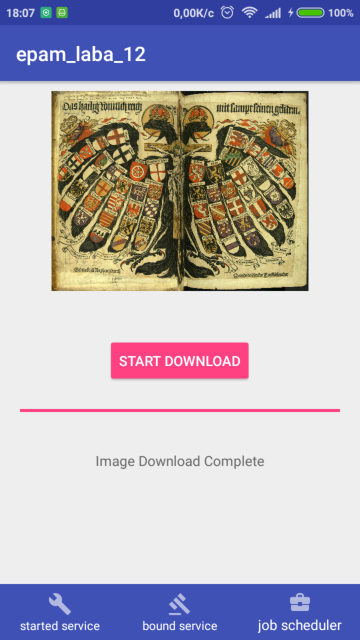 18:07
0,00K/c
100%
epam_laba_12
Das hailig römisch reich
mit sampt seinen gelidern.
START DOWNLOAD
Image Download Complete
started service
bound service
job scheduler